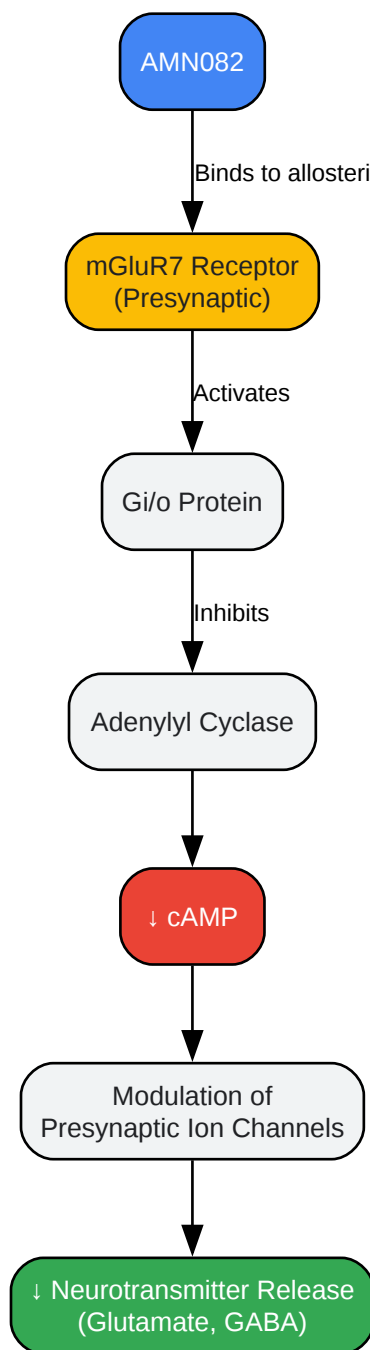 AMN082
Binds to allosteri
mGluR7 Receptor
(Presynaptic)
Activates
Gi/o Protein
Inhibits
Adenylyl Cyclase
↓ cAMP
Modulation of
Presynaptic Ion Channels
↓ Neurotransmitter Release
(Glutamate, GABA)